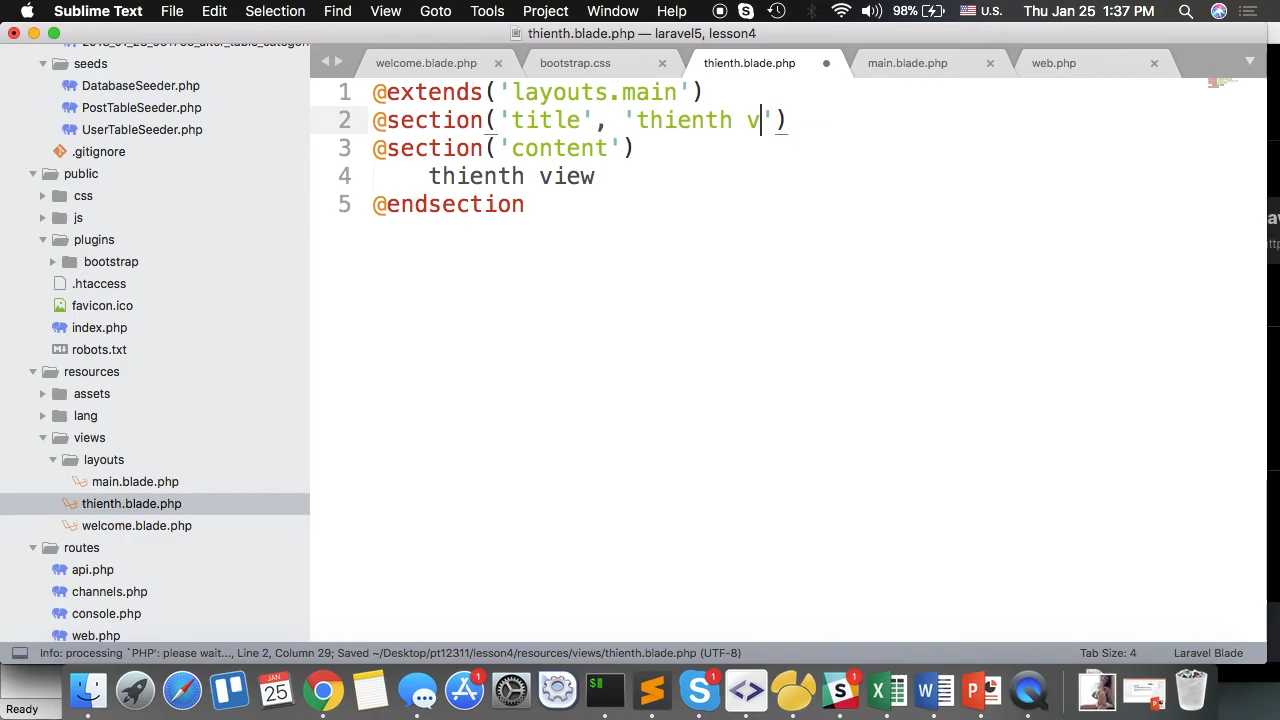 Sublime Text File Edit Selection Find View Goto Tools Project Window Help 98% U.S. Thu Jan 25 1:37 PM
thienth.blade.php — laravel5, lesson4
welcome.blade.php bootstrap.css thienth.blade.php main.blade.php web.php
seeds
DatabaseSeeder.php
PostTableSeeder.php
UserTableSeeder.php
.gitignore
public
css
js
plugins
bootstrap
.htaccess
favicon.ico
index.php
robots.txt
resources
assets
lang
views
layouts
main.blade.php
thienth.blade.php
welcome.blade.php
routes
api.php
channels.php
console.php
web.php
1 @extends('layouts.main')
2 @section('title', 'thienth v')
3 @section('content')
4 thienth view
5 @endsection
Info: processing `PHP': please wait..., Line 2, Column 29; Saved ~/Desktop/pt12311/lesson4/resources/views/thienth.blade.php (UTF-8) Tab Size: 4 Laravel Blade
JAN
25
1
1
1
Ready